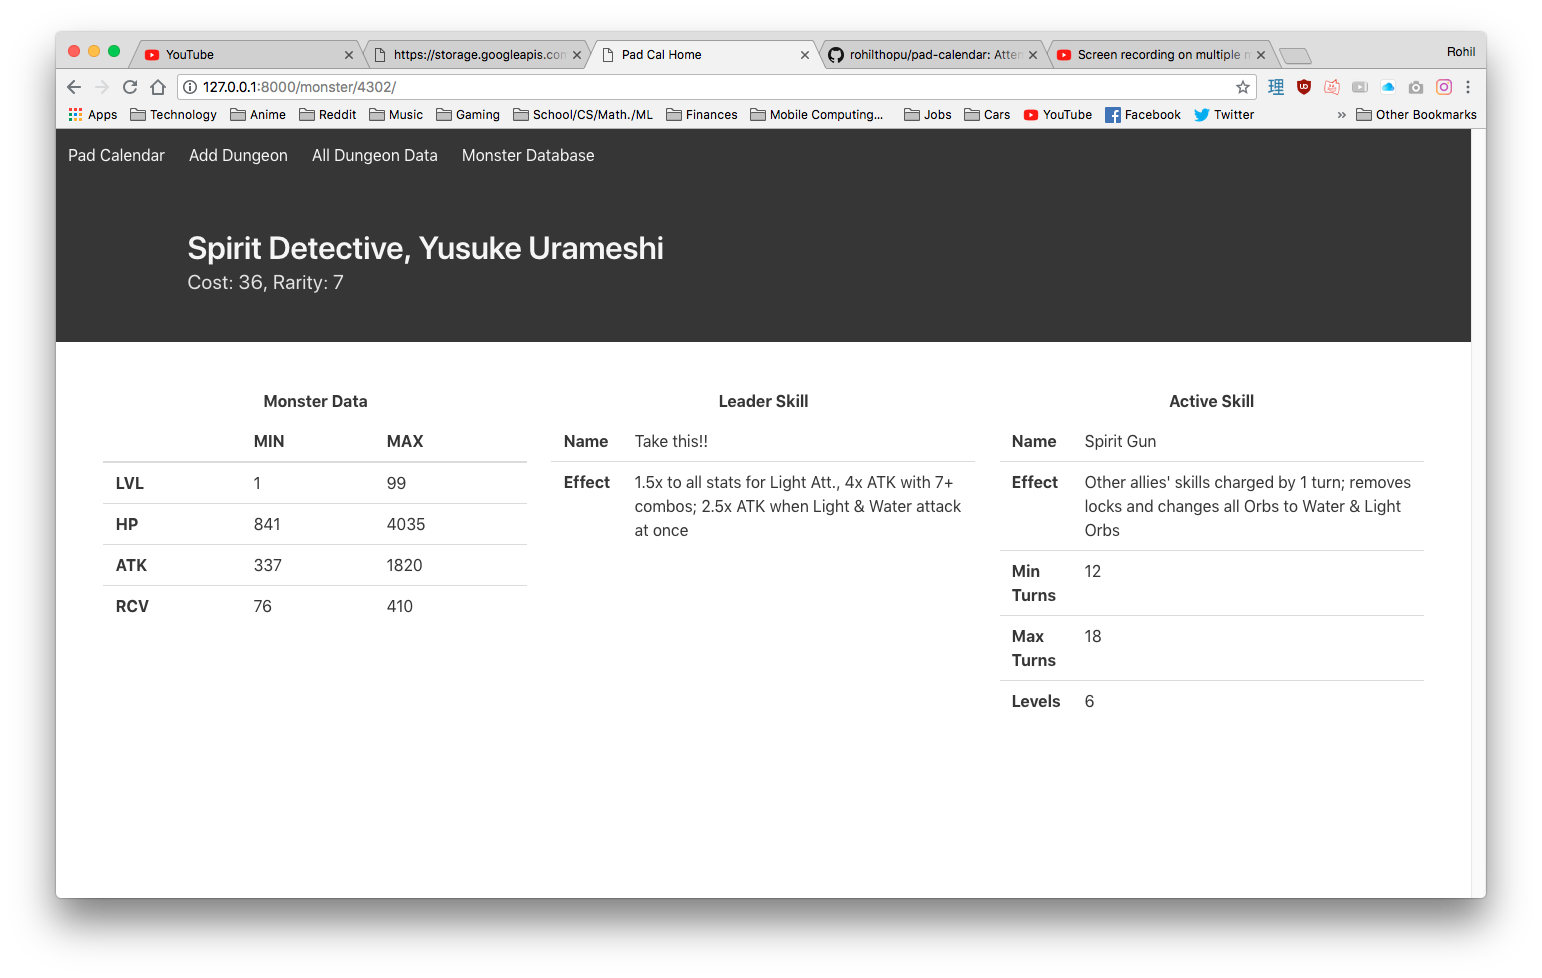 YouTube
https://storage.googleapis.com
Pad Cal Home
rohilthopu/pad-calendar: Atten
Screen recording on multiple m
Rohil
127.0.0.1:8000/monster/4302/
Apps Technology Anime Reddit Music Gaming School/CS/Math./ML Finances Mobile Computing... Jobs Cars YouTube Facebook Twitter » Other Bookmarks
Pad Calendar Add Dungeon All Dungeon Data Monster Database
Spirit Detective, Yusuke Urameshi
Cost: 36, Rarity: 7
Monster Data
MIN MAX
LVL 1 99
HP 841 4035
ATK 337 1820
RCV 76 410
Leader Skill
Name Take this!!
Effect 1.5x to all stats for Light Att., 4x ATK with 7+
combos; 2.5x ATK when Light & Water attack
at once
Active Skill
Name Spirit Gun
Effect Other allies' skills charged by 1 turn; removes
locks and changes all Orbs to Water & Light
Orbs
Min 12
Turns
Max 18
Turns
Levels 6